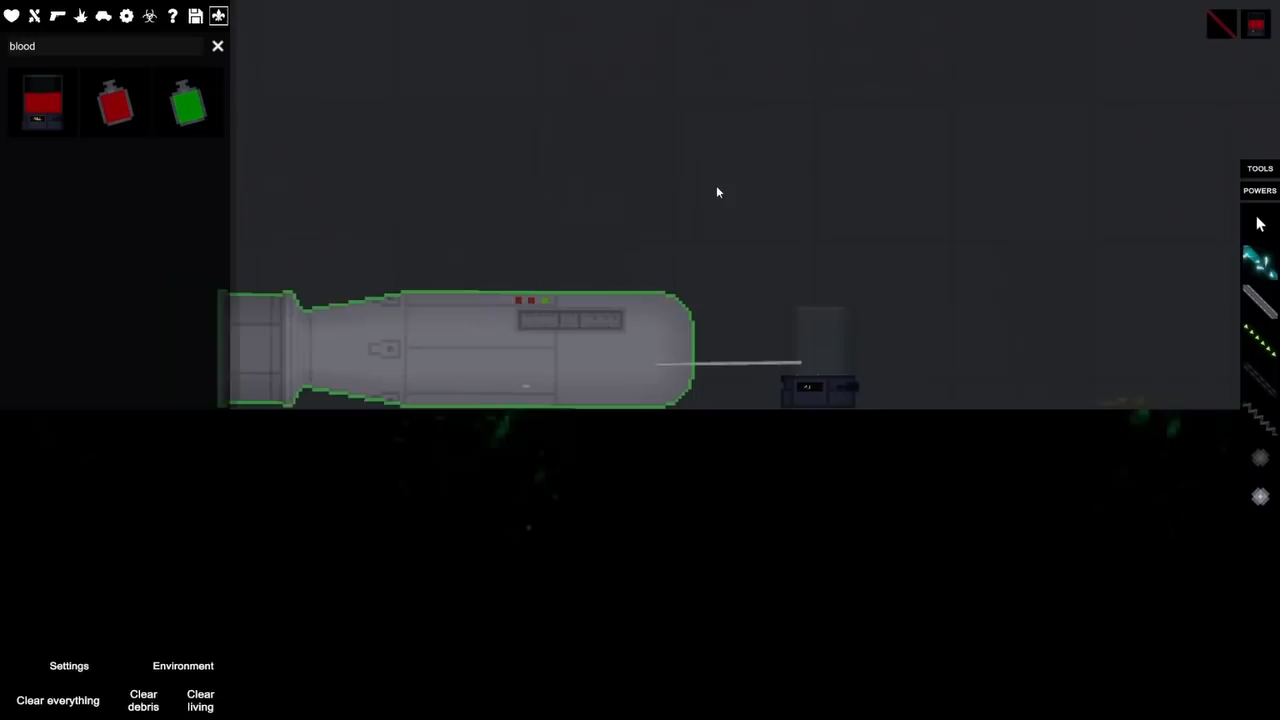 blood
TOOLS
POWERS
Settings
Environment
Clear everything
Clear
debris
Clear
living